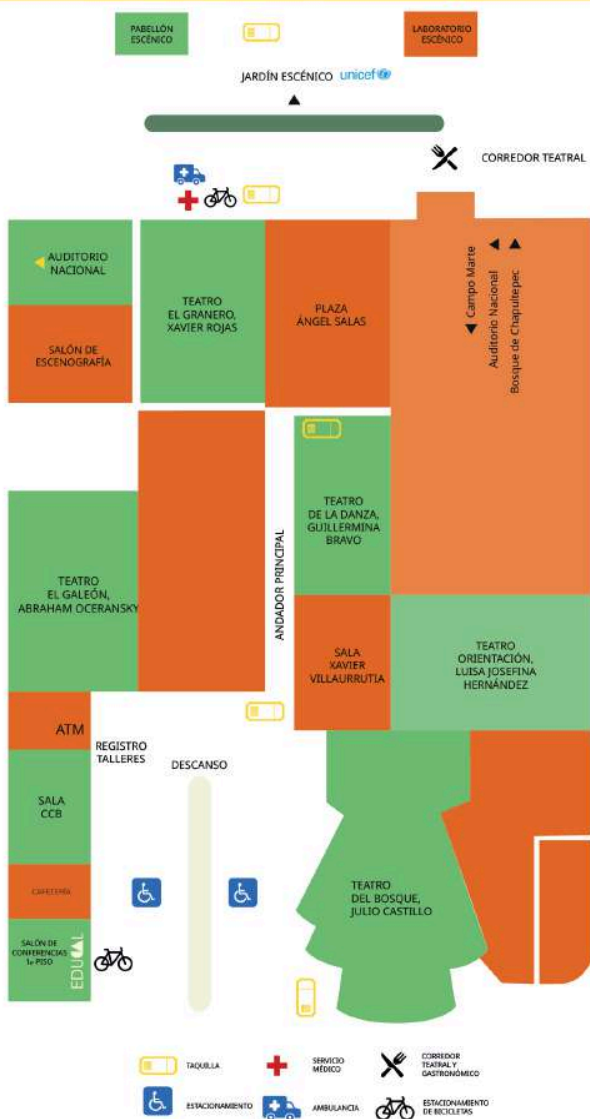 PABELLÓN
ESCÉNICO
LABORATORIO
ESCÉNICO
JARDÍN ESCÉNICO unicef
CORREDOR TEATRAL
AUDITORIO
NACIONAL
SALÓN DE
ESCENOGRAFÍA
TEATRO
EL GRANERO,
XAVIER ROJAS
PLAZA
ÁNGEL SALAS
Campo Marte
Auditorio Nacional
Bosque de Chapultepec
TEATRO
EL GALEÓN,
ABRAHAM OCERANSKY
ANDADOR PRINCIPAL
TEATRO
DE LA DANZA,
GUILLERMINA
BRAVO
SALA
XAVIER
VILLAURRUTIA
TEATRO
ORIENTACIÓN,
LUISA JOSEFINA
HERNÁNDEZ
ATM
REGISTRO
TALLERES
DESCANSO
SALA
CCB
CAFETERÍA
SALÓN DE
CONFERENCIAS
1er PISO
EDUCAL
TEATRO
DEL BOSQUE,
JULIO CASTILLO
TAQUILLA
SERVICIO
MÉDICO
CORREDOR
TEATRAL Y
GASTRONÓMICO
ESTACIONAMIENTO
AMBULANCIA
ESTACIONAMIENTO
DE BICICLETAS